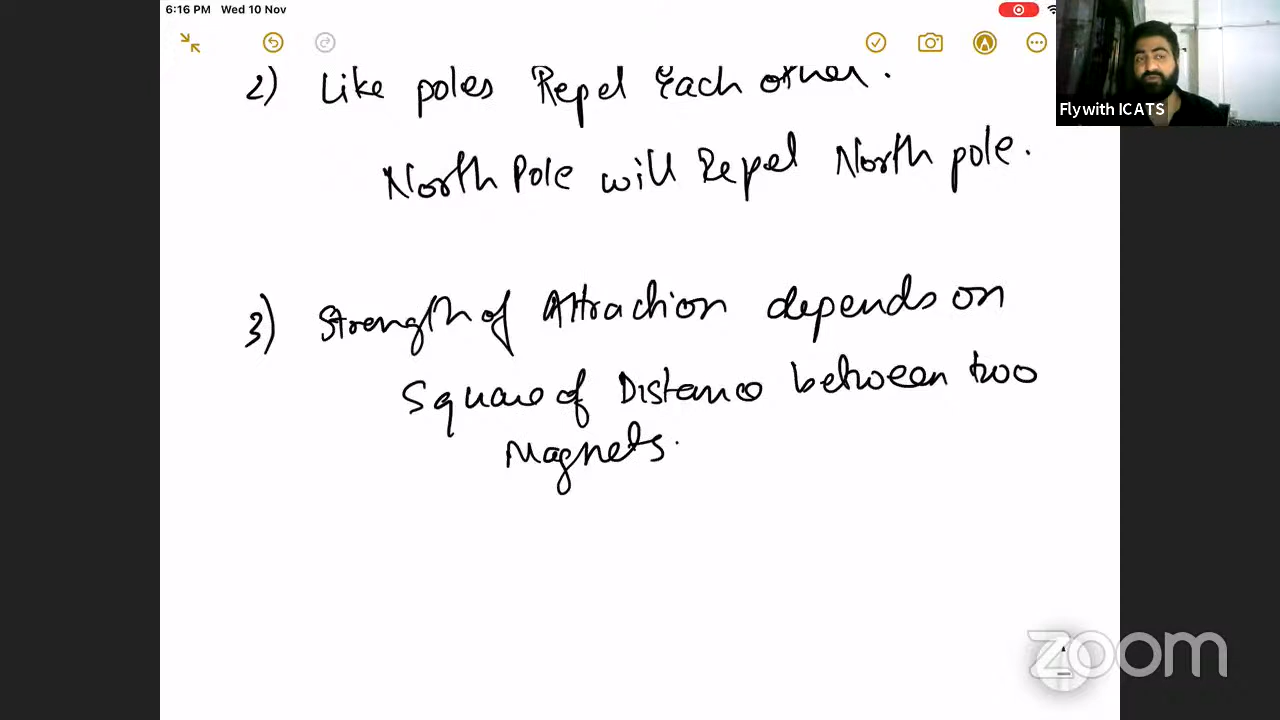 6:16 PM Wed 10 Nov
Flywith ICATS
2) Like poles Repel Each other.
North Pole will Repel North pole.
3) Strength of Attraction depends on
Square of Distance between two
Magnets.
zoom